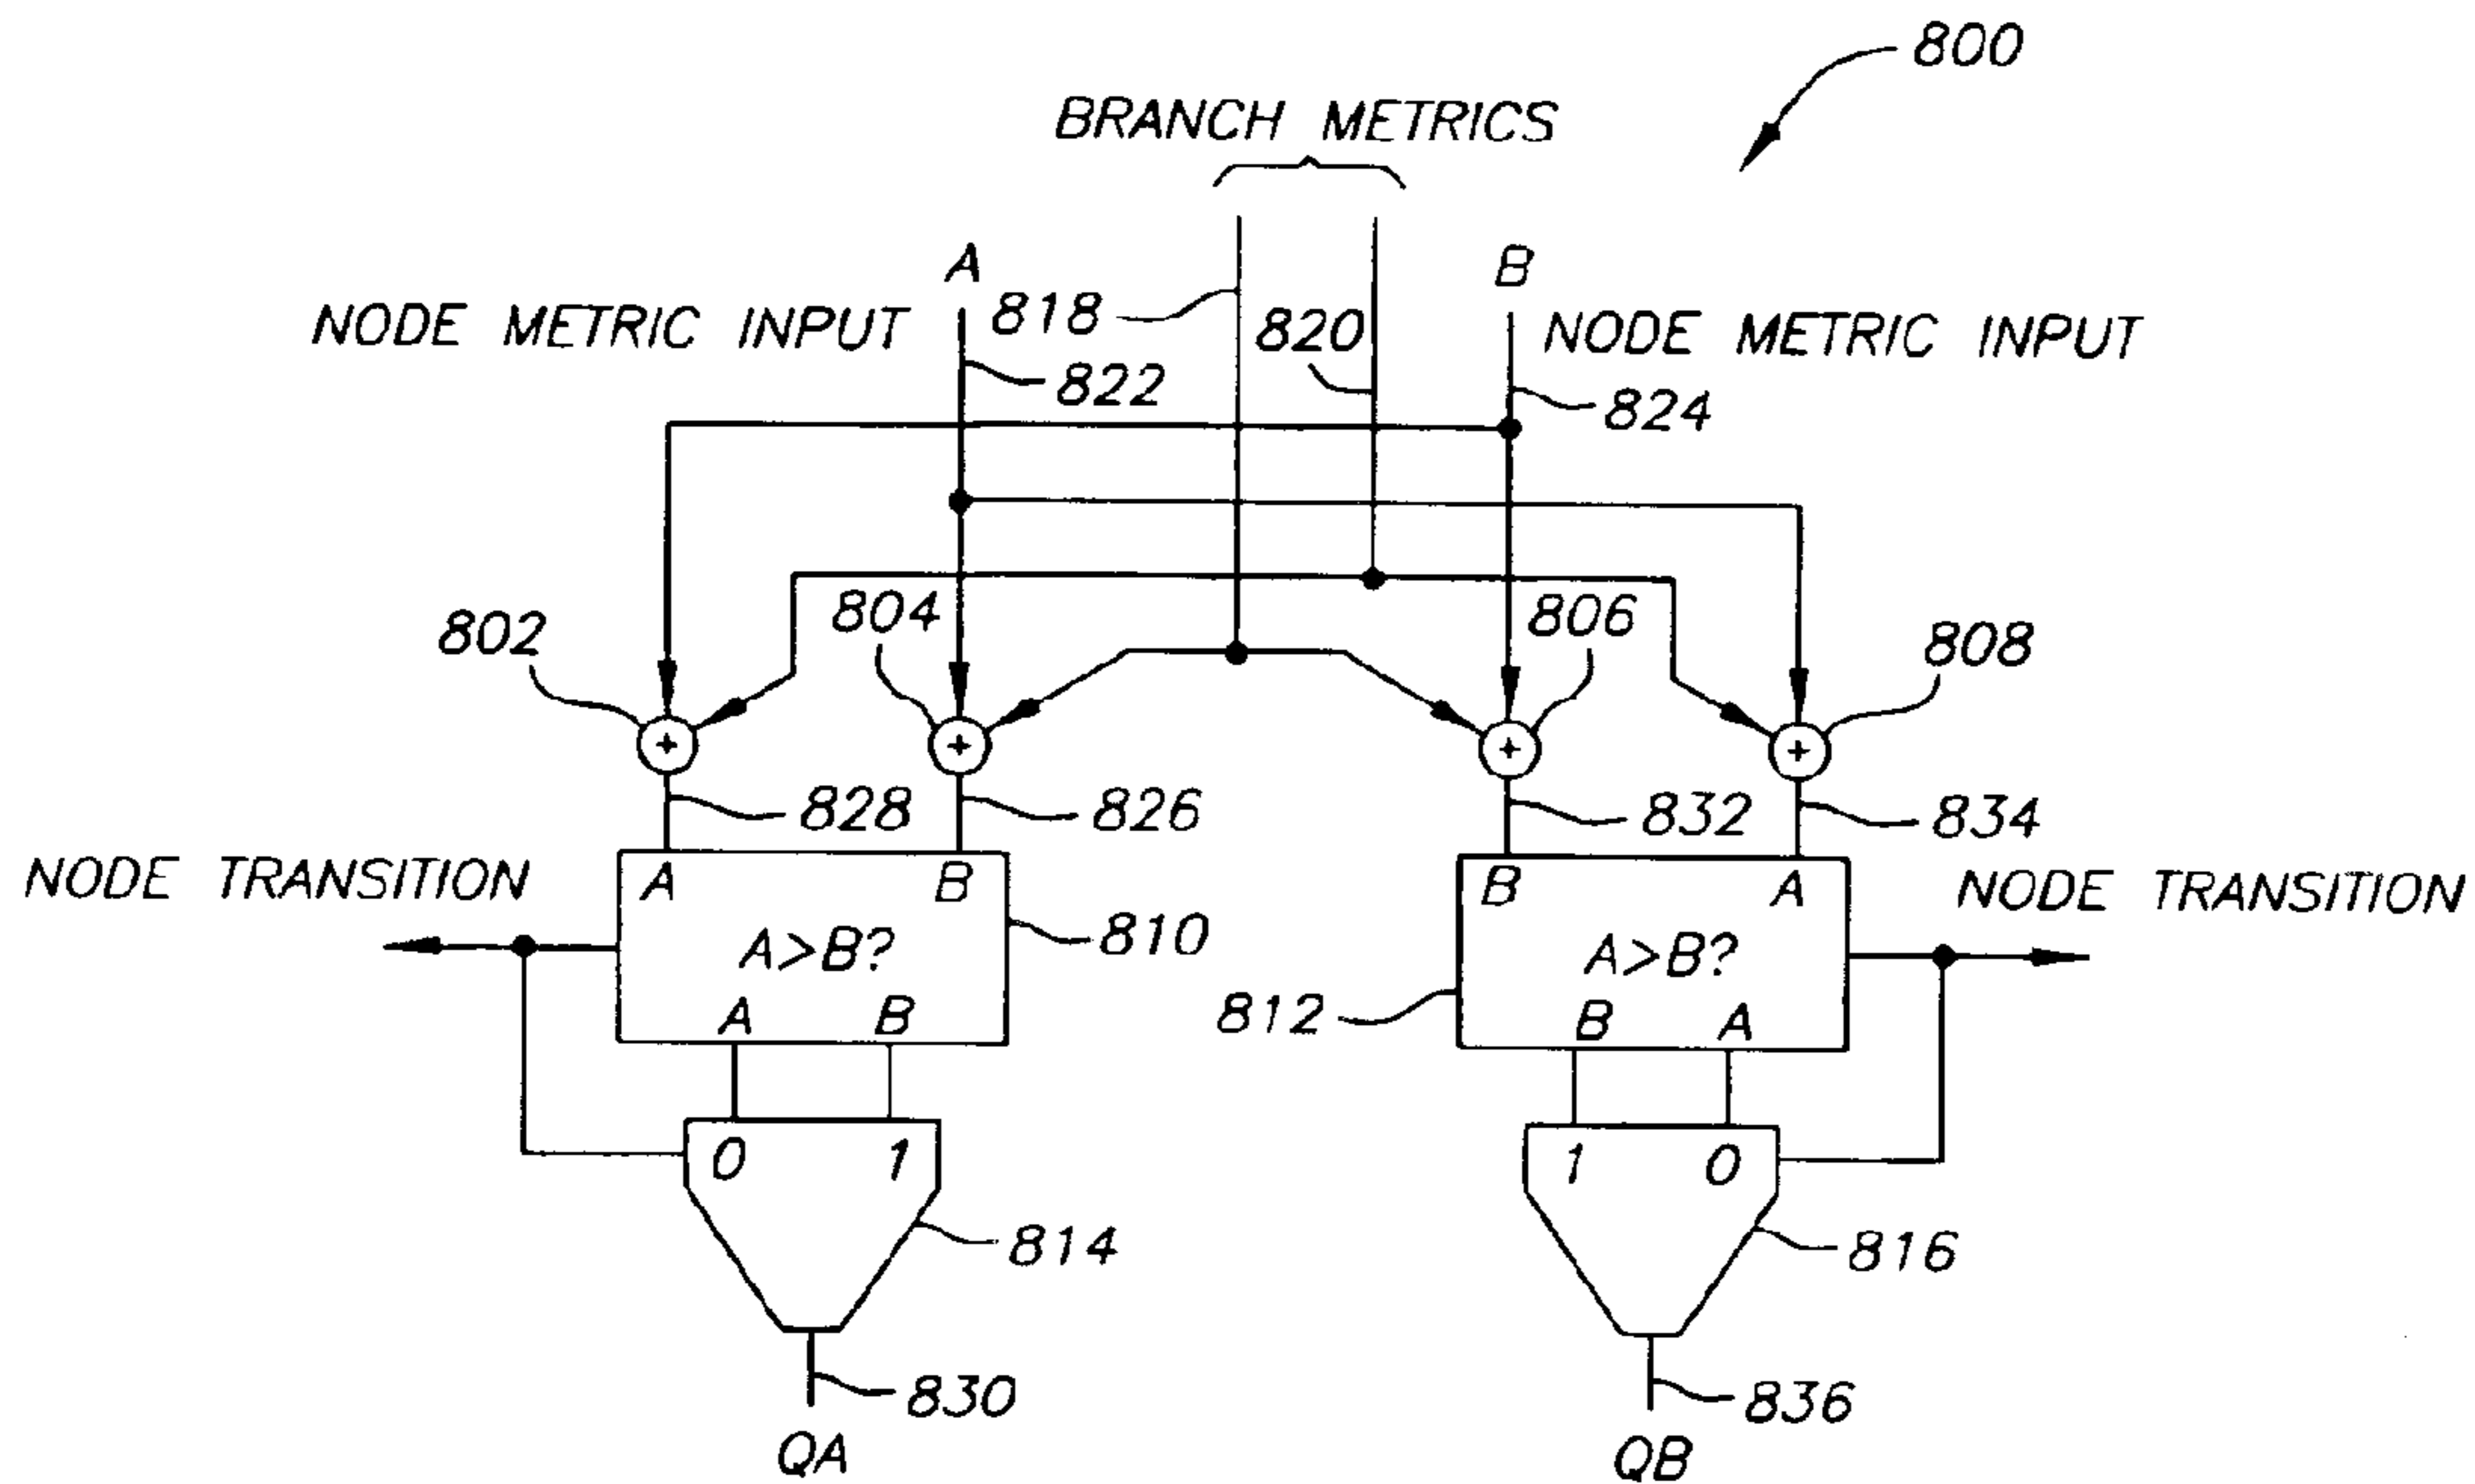 800
BRANCH METRICS
A
B
818
NODE METRIC INPUT
820
NODE METRIC INPUT
822
824
804
806
802
808
+
+
+
+
828
826
832
834
NODE TRANSITION
A
B
B
A
NODE TRANSITION
A>B?
810
A>B?
812
A
B
B
A
0
1
1
0
814
816
830
836
QA
QB